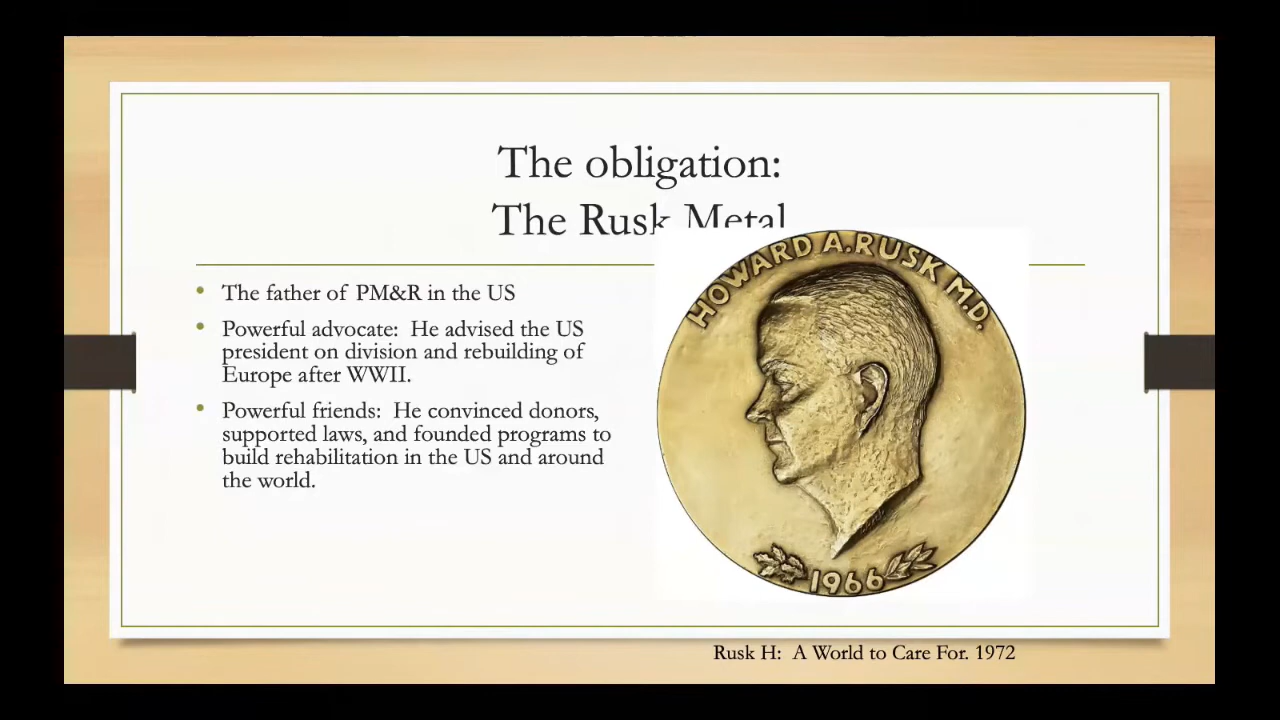 The obligation:
The Rusk Metal
• The father of PM&R in the US
• Powerful advocate: He advised the US
president on division and rebuilding of
Europe after WWII.
• Powerful friends: He convinced donors,
supported laws, and founded programs to
build rehabilitation in the US and around
the world.
HOWARD A. RUSK M.D.
1966
Rusk H: A World to Care For. 1972